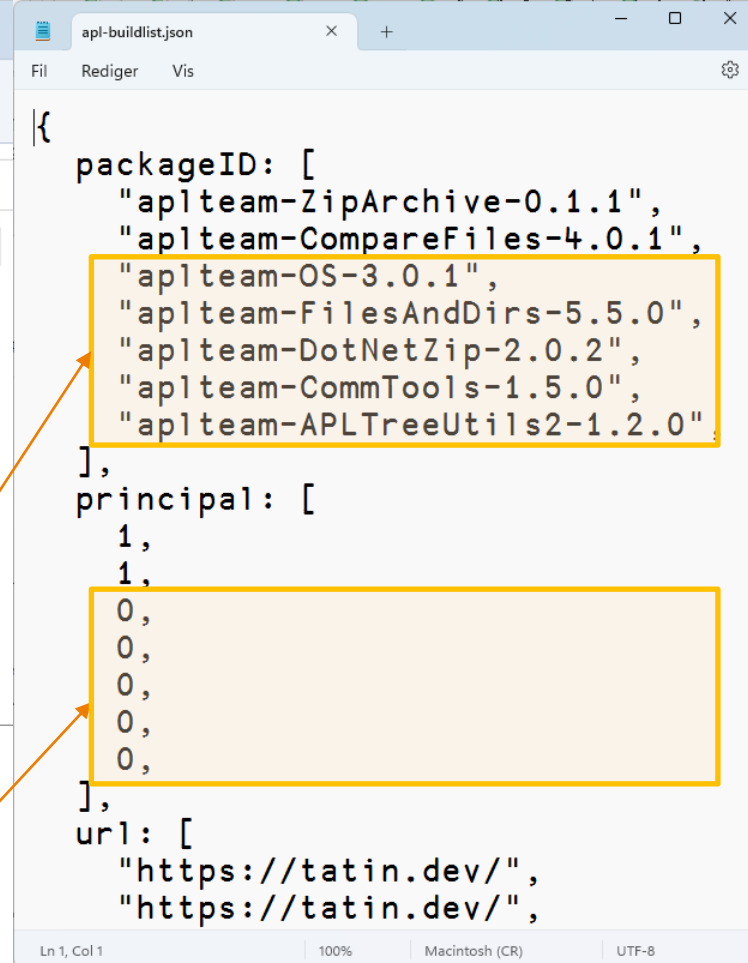 apl-buildlist.json
Fil Rediger Vis
{
packageID: [
"aplteam-ZipArchive-0.1.1",
"aplteam-CompareFiles-4.0.1",
"aplteam-OS-3.0.1",
"aplteam-FilesAndDirs-5.5.0",
"aplteam-DotNetZip-2.0.2",
"aplteam-CommTools-1.5.0",
"aplteam-APLTreeUtils2-1.2.0",
],
principal: [
1,
1,
0,
0,
0,
0,
0,
],
url: [
"https://tatin.dev/",
"https://tatin.dev/",
Ln 1, Col 1 100% Macintosh (CR) UTF-8